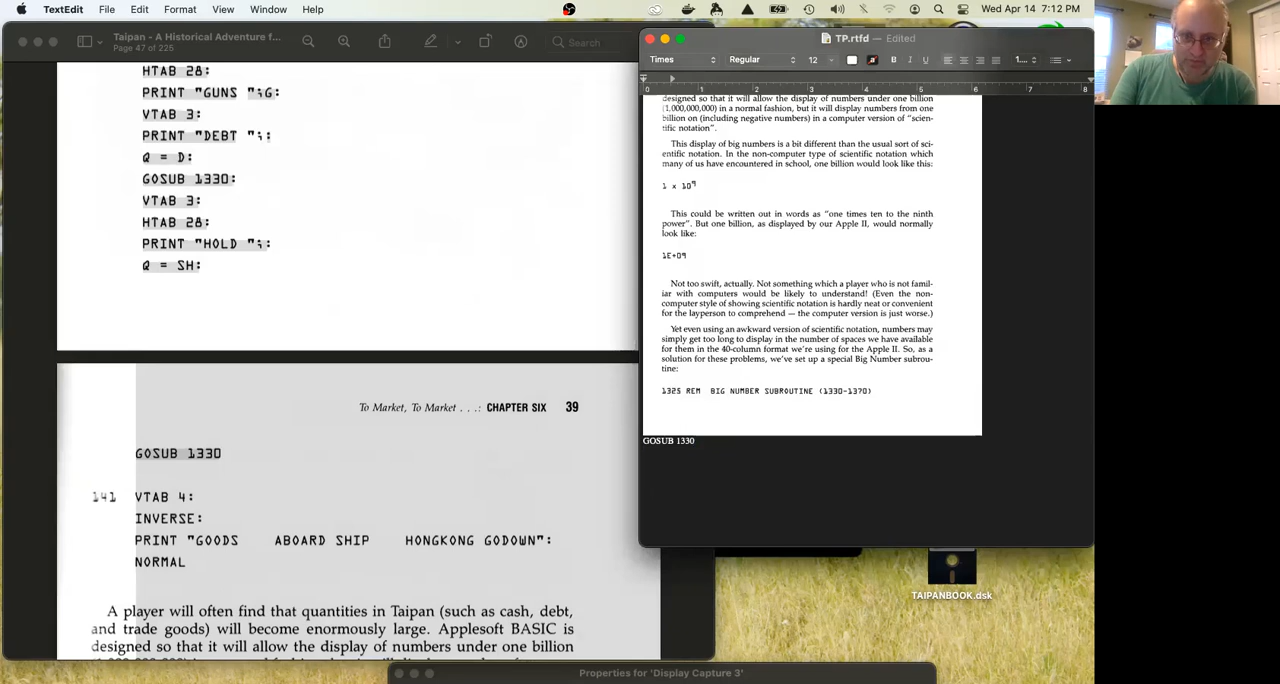 TextEdit File Edit Format View Window Help Wed Apr 14 7:12 PM
Taipan - A Historical Adventure f...
Page 47 of 225
Search
HTAB 28:
PRINT "GUNS ";G:
VTAB 3:
PRINT "DEBT ";:
Q = D:
GOSUB 1330:
VTAB 3:
HTAB 28:
PRINT "HOLD ";:
Q = SH:
To Market, To Market . . .: CHAPTER SIX 39
GOSUB 1330
141 VTAB 4:
INVERSE:
PRINT "GOODS ABOARD SHIP HONGKONG GODOWN":
NORMAL
A player will often find that quantities in Taipan (such as cash, debt,
and trade goods) will become enormously large. Applesoft BASIC is
designed so that it will allow the display of numbers under one billion
TP.rtfd — Edited
Times Regular 12 B I U 1....
0 1 2 3 4 5 6 7 8
designed so that it will allow the display of numbers under one billion
(1,000,000,000) in a normal fashion, but it will display numbers from one
billion on (including negative numbers) in a computer version of "scien-
tific notation".
This display of big numbers is a bit different than the usual sort of sci-
entific notation. In the non-computer type of scientific notation which
many of us have encountered in school, one billion would look like this:
1 x 10⁹
This could be written out in words as "one times ten to the ninth
power". But one billion, as displayed by our Apple II, would normally
look like:
1E+09
Not too swift, actually. Not something which a player who is not famil-
iar with computers would be likely to understand! (Even the non-
computer style of showing scientific notation is hardly neat or convenient
for the layperson to comprehend — the computer version is just worse.)
Yet even using an awkward version of scientific notation, numbers may
simply get too long to display in the number of spaces we have available
for them in the 40-column format we're using for the Apple II. So, as a
solution for these problems, we've set up a special Big Number subrou-
tine:
1325 REM BIG NUMBER SUBROUTINE (1330-1370)
GOSUB 1330
TAIPANBOOK.dsk
Properties for 'Display Capture 3'